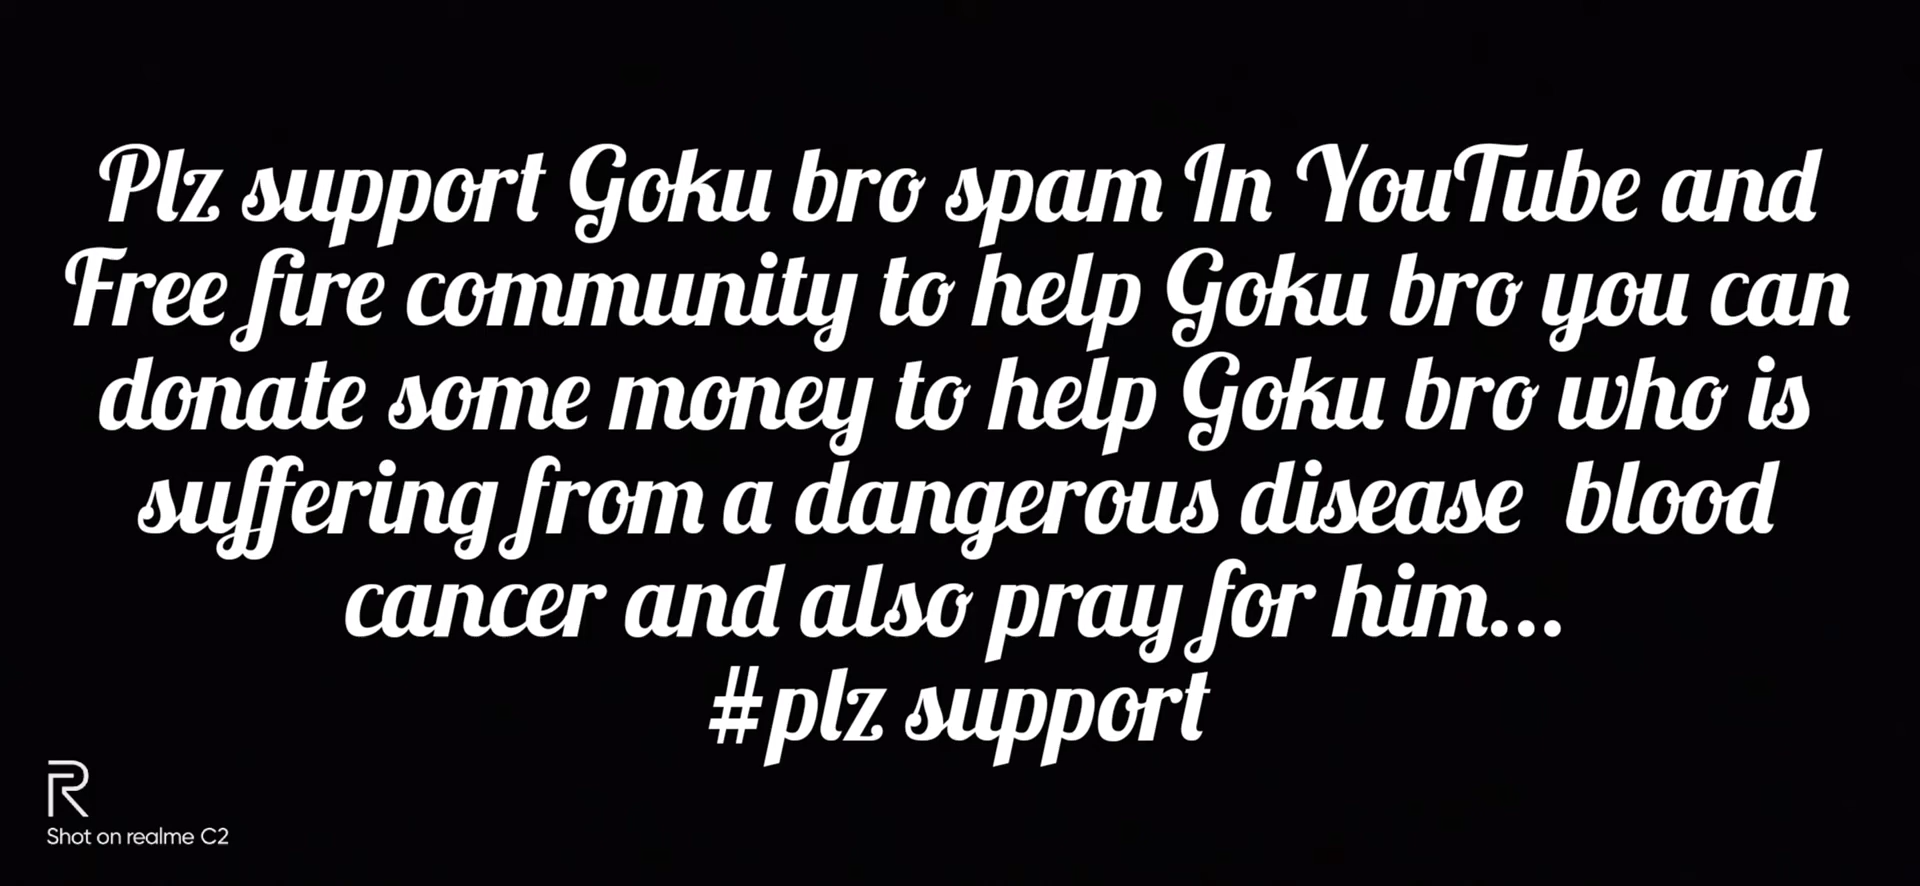 Plz support Goku bro spam In YouTube and
Free fire community to help Goku bro you can
donate some money to help Goku bro who is
suffering from a dangerous disease  blood
cancer and also pray for him...
#plz support
R
Shot on realme C2